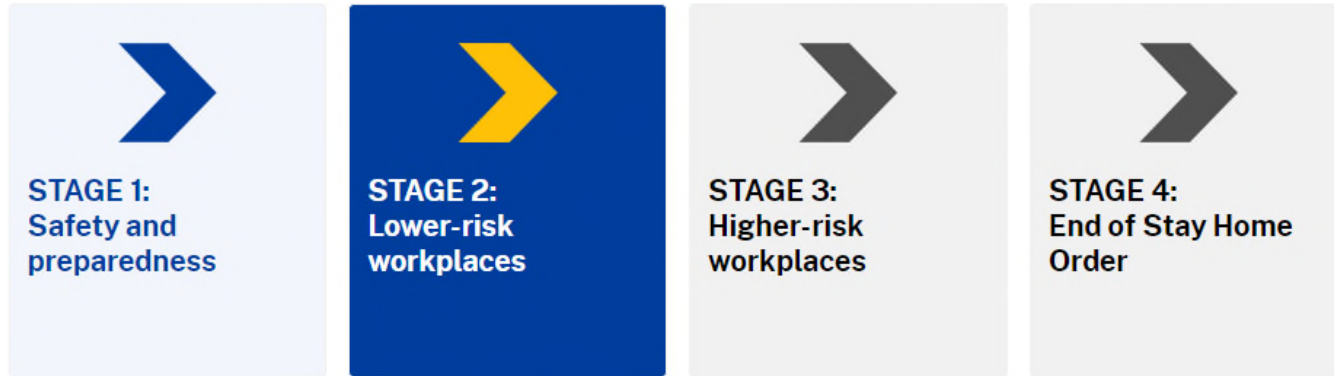 STAGE 1:
Safety and
preparedness
STAGE 2:
Lower-risk
workplaces
STAGE 3:
Higher-risk
workplaces
STAGE 4:
End of Stay Home
Order